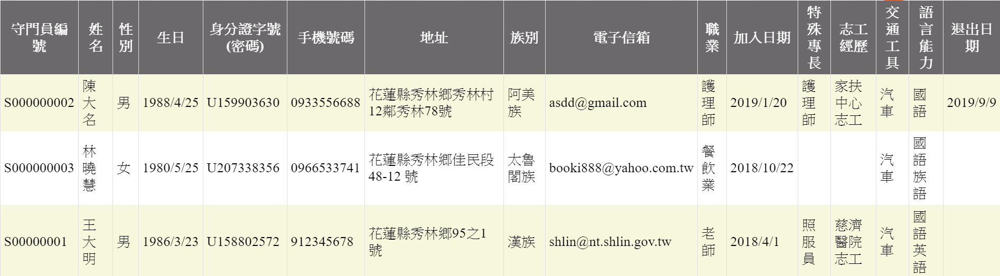 守門員編號 姓名 性別 生日 身分證字號(密碼) 手機號碼 地址 族別 電子信箱 職業 加入日期 特殊專長 志工經歷 交通工具 語言能力 退出日期
S000000002 陳大名 男 1988/4/25 U159903630 0933556688 花蓮縣秀林鄉秀林村12鄰秀林78號 阿美族 asdd@gmail.com 護理師 2019/1/20 護理師 家扶中心志工 汽車 國語 2019/9/9
S000000003 林曉慧 女 1980/5/25 U207338356 0966533741 花蓮縣秀林鄉佳民段48-12 號 太魯閣族 booki888@yahoo.com.tw 餐飲業 2018/10/22 汽車 國語族語
S00000001 王大明 男 1986/3/23 U158802572 912345678 花蓮縣秀林鄉95之1號 漢族 shlin@nt.shlin.gov.tw 老師 2018/4/1 照服員 慈濟醫院志工 汽車 國語英語